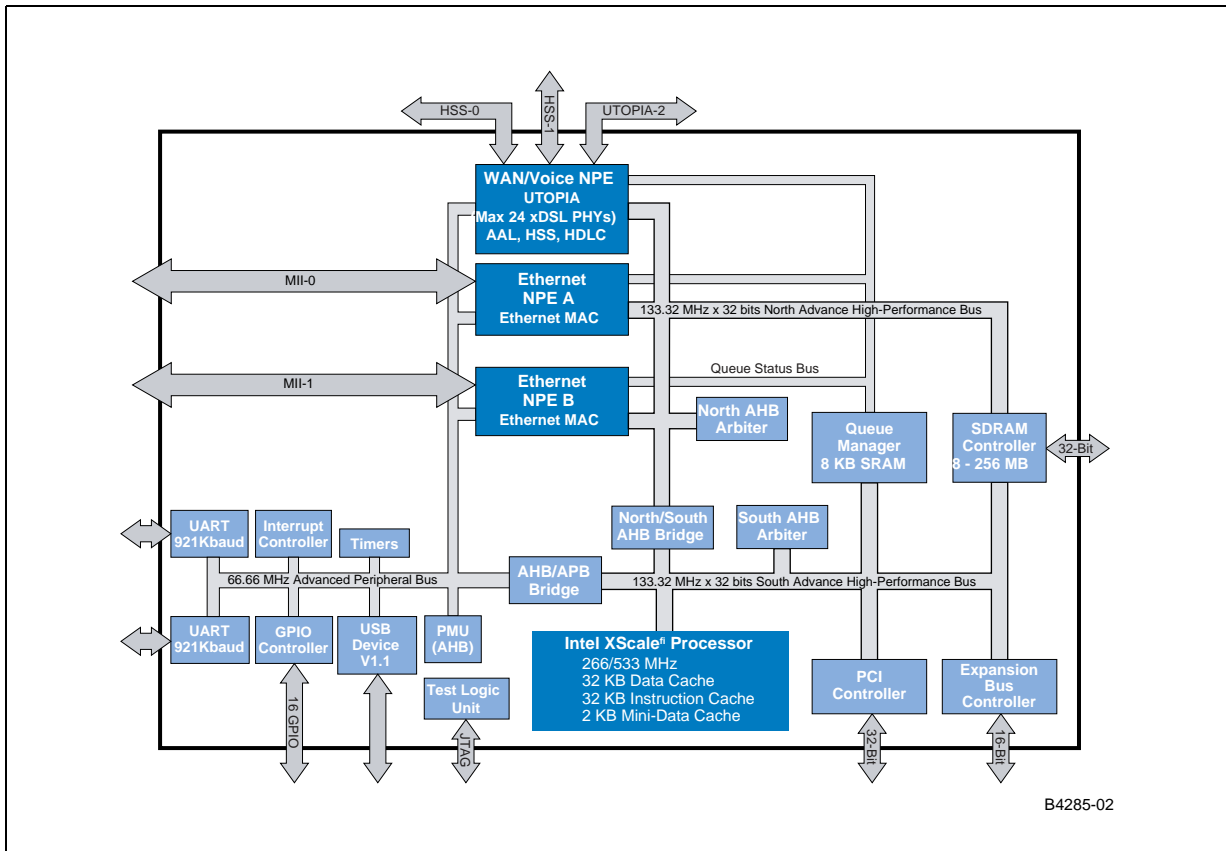 HSS-0
HSS-1
UTOPIA-2
WAN/Voice NPE
UTOPIA
(Max 24 xDSL PHYs)
AAL, HSS, HDLC
MII-0
Ethernet
NPE A
Ethernet MAC
133.32 MHz x 32 bits North Advance High-Performance Bus
MII-1
Ethernet
NPE B
Ethernet MAC
Queue Status Bus
North AHB
Arbiter
Queue
Manager
8 KB SRAM
SDRAM
Controller
8 - 256 MB
32-Bit
UART
921Kbaud
Interrupt
Controller
Timers
North/South
AHB Bridge
South AHB
Arbiter
66.66 MHz Advanced Peripheral Bus
AHB/APB
Bridge
133.32 MHz x 32 bits South Advance High-Performance Bus
UART
921Kbaud
GPIO
Controller
USB
Device
V1.1
PMU
(AHB)
Intel XScaleﬁ Processor
266/533 MHz
32 KB Data Cache
32 KB Instruction Cache
2 KB Mini-Data Cache
Test Logic
Unit
PCI
Controller
Expansion
Bus
Controller
16 GPIO
JTAG
32-Bit
16-Bit
B4285-02